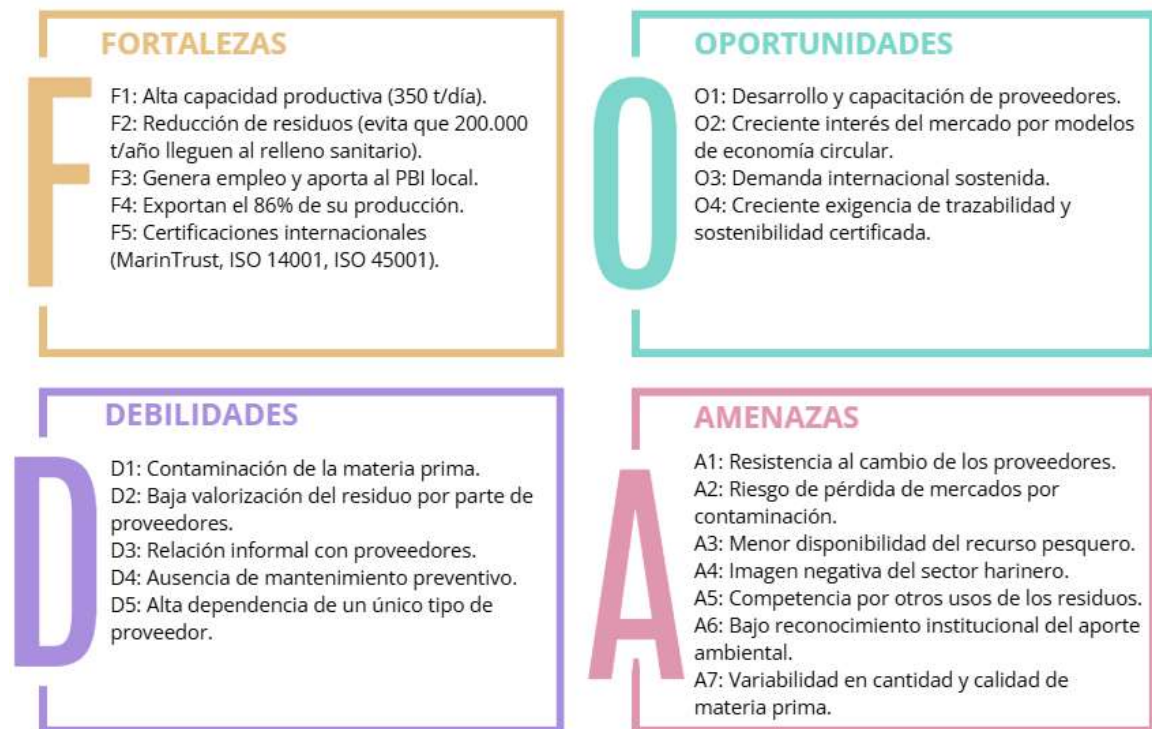 FORTALEZAS
F
F1: Alta capacidad productiva (350 t/día).
F2: Reducción de residuos (evita que 200.000
t/año lleguen al relleno sanitario).
F3: Genera empleo y aporta al PBI local.
F4: Exportan el 86% de su producción.
F5: Certificaciones internacionales
(MarinTrust, ISO 14001, ISO 45001).
OPORTUNIDADES
O
O1: Desarrollo y capacitación de proveedores.
O2: Creciente interés del mercado por modelos
de economía circular.
O3: Demanda internacional sostenida.
O4: Creciente exigencia de trazabilidad y
sostenibilidad certificada.
DEBILIDADES
D
D1: Contaminación de la materia prima.
D2: Baja valorización del residuo por parte de
proveedores.
D3: Relación informal con proveedores.
D4: Ausencia de mantenimiento preventivo.
D5: Alta dependencia de un único tipo de
proveedor.
AMENAZAS
A
A1: Resistencia al cambio de los proveedores.
A2: Riesgo de pérdida de mercados por
contaminación.
A3: Menor disponibilidad del recurso pesquero.
A4: Imagen negativa del sector harinero.
A5: Competencia por otros usos de los residuos.
A6: Bajo reconocimiento institucional del aporte
ambiental.
A7: Variabilidad en cantidad y calidad de
materia prima.